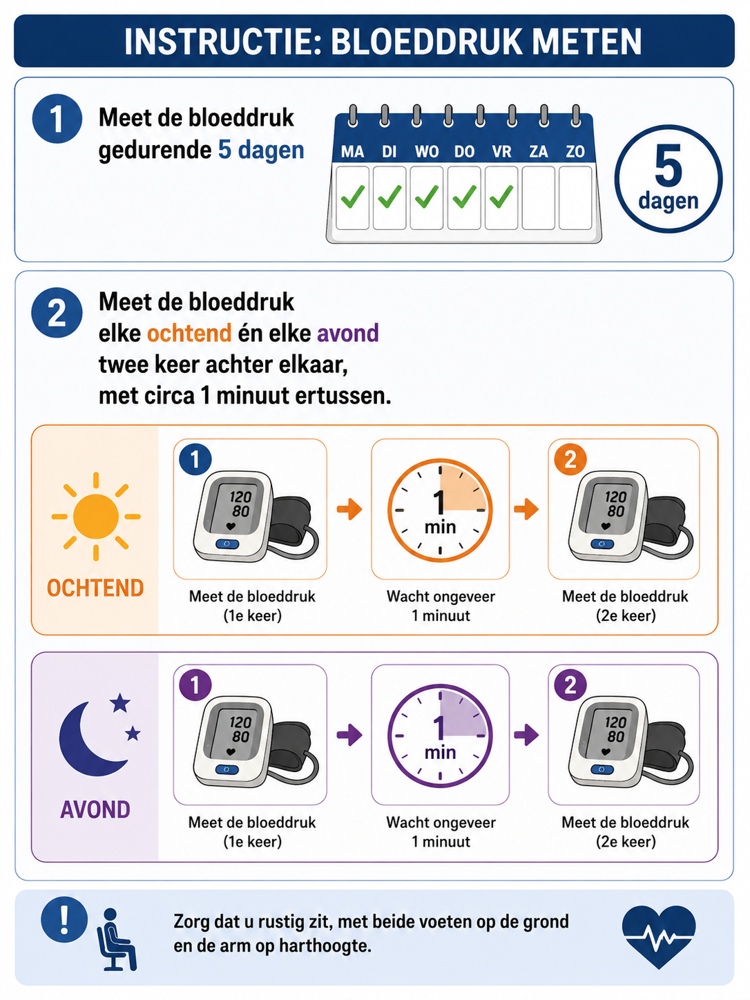 INSTRUCTIE: BLOEDDRUK METEN
1
Meet de bloeddruk
gedurende 5 dagen
MA DI WO DO VR ZA ZO
5
dagen
2
Meet de bloeddruk
elke ochtend én elke avond
twee keer achter elkaar,
met circa 1 minuut ertussen.
OCHTEND
1
120
80
Meet de bloeddruk
(1e keer)
1
min
Wacht ongeveer
1 minuut
2
120
80
Meet de bloeddruk
(2e keer)
AVOND
1
120
80
Meet de bloeddruk
(1e keer)
1
min
Wacht ongeveer
1 minuut
2
120
80
Meet de bloeddruk
(2e keer)
!
Zorg dat u rustig zit, met beide voeten op de grond
en de arm op harthoogte.